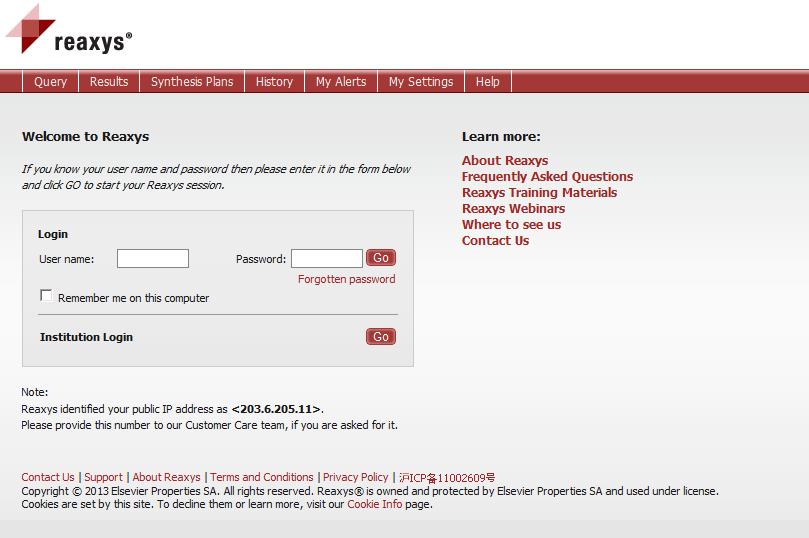 reaxys®
Query Results Synthesis Plans History My Alerts My Settings Help
Welcome to Reaxys
If you know your user name and password then please enter it in the form below
and click GO to start your Reaxys session.
Login
User name: Password: Go
Forgotten password
Remember me on this computer
Institution Login Go
Note:
Reaxys identified your public IP address as <203.6.205.11>.
Please provide this number to our Customer Care team, if you are asked for it.
Learn more:
About Reaxys
Frequently Asked Questions
Reaxys Training Materials
Reaxys Webinars
Where to see us
Contact Us
Contact Us | Support | About Reaxys | Terms and Conditions | Privacy Policy | 沪ICP备11002609号
Copyright © 2013 Elsevier Properties SA. All rights reserved. Reaxys® is owned and protected by Elsevier Properties SA and used under license.
Cookies are set by this site. To decline them or learn more, visit our Cookie Info page.